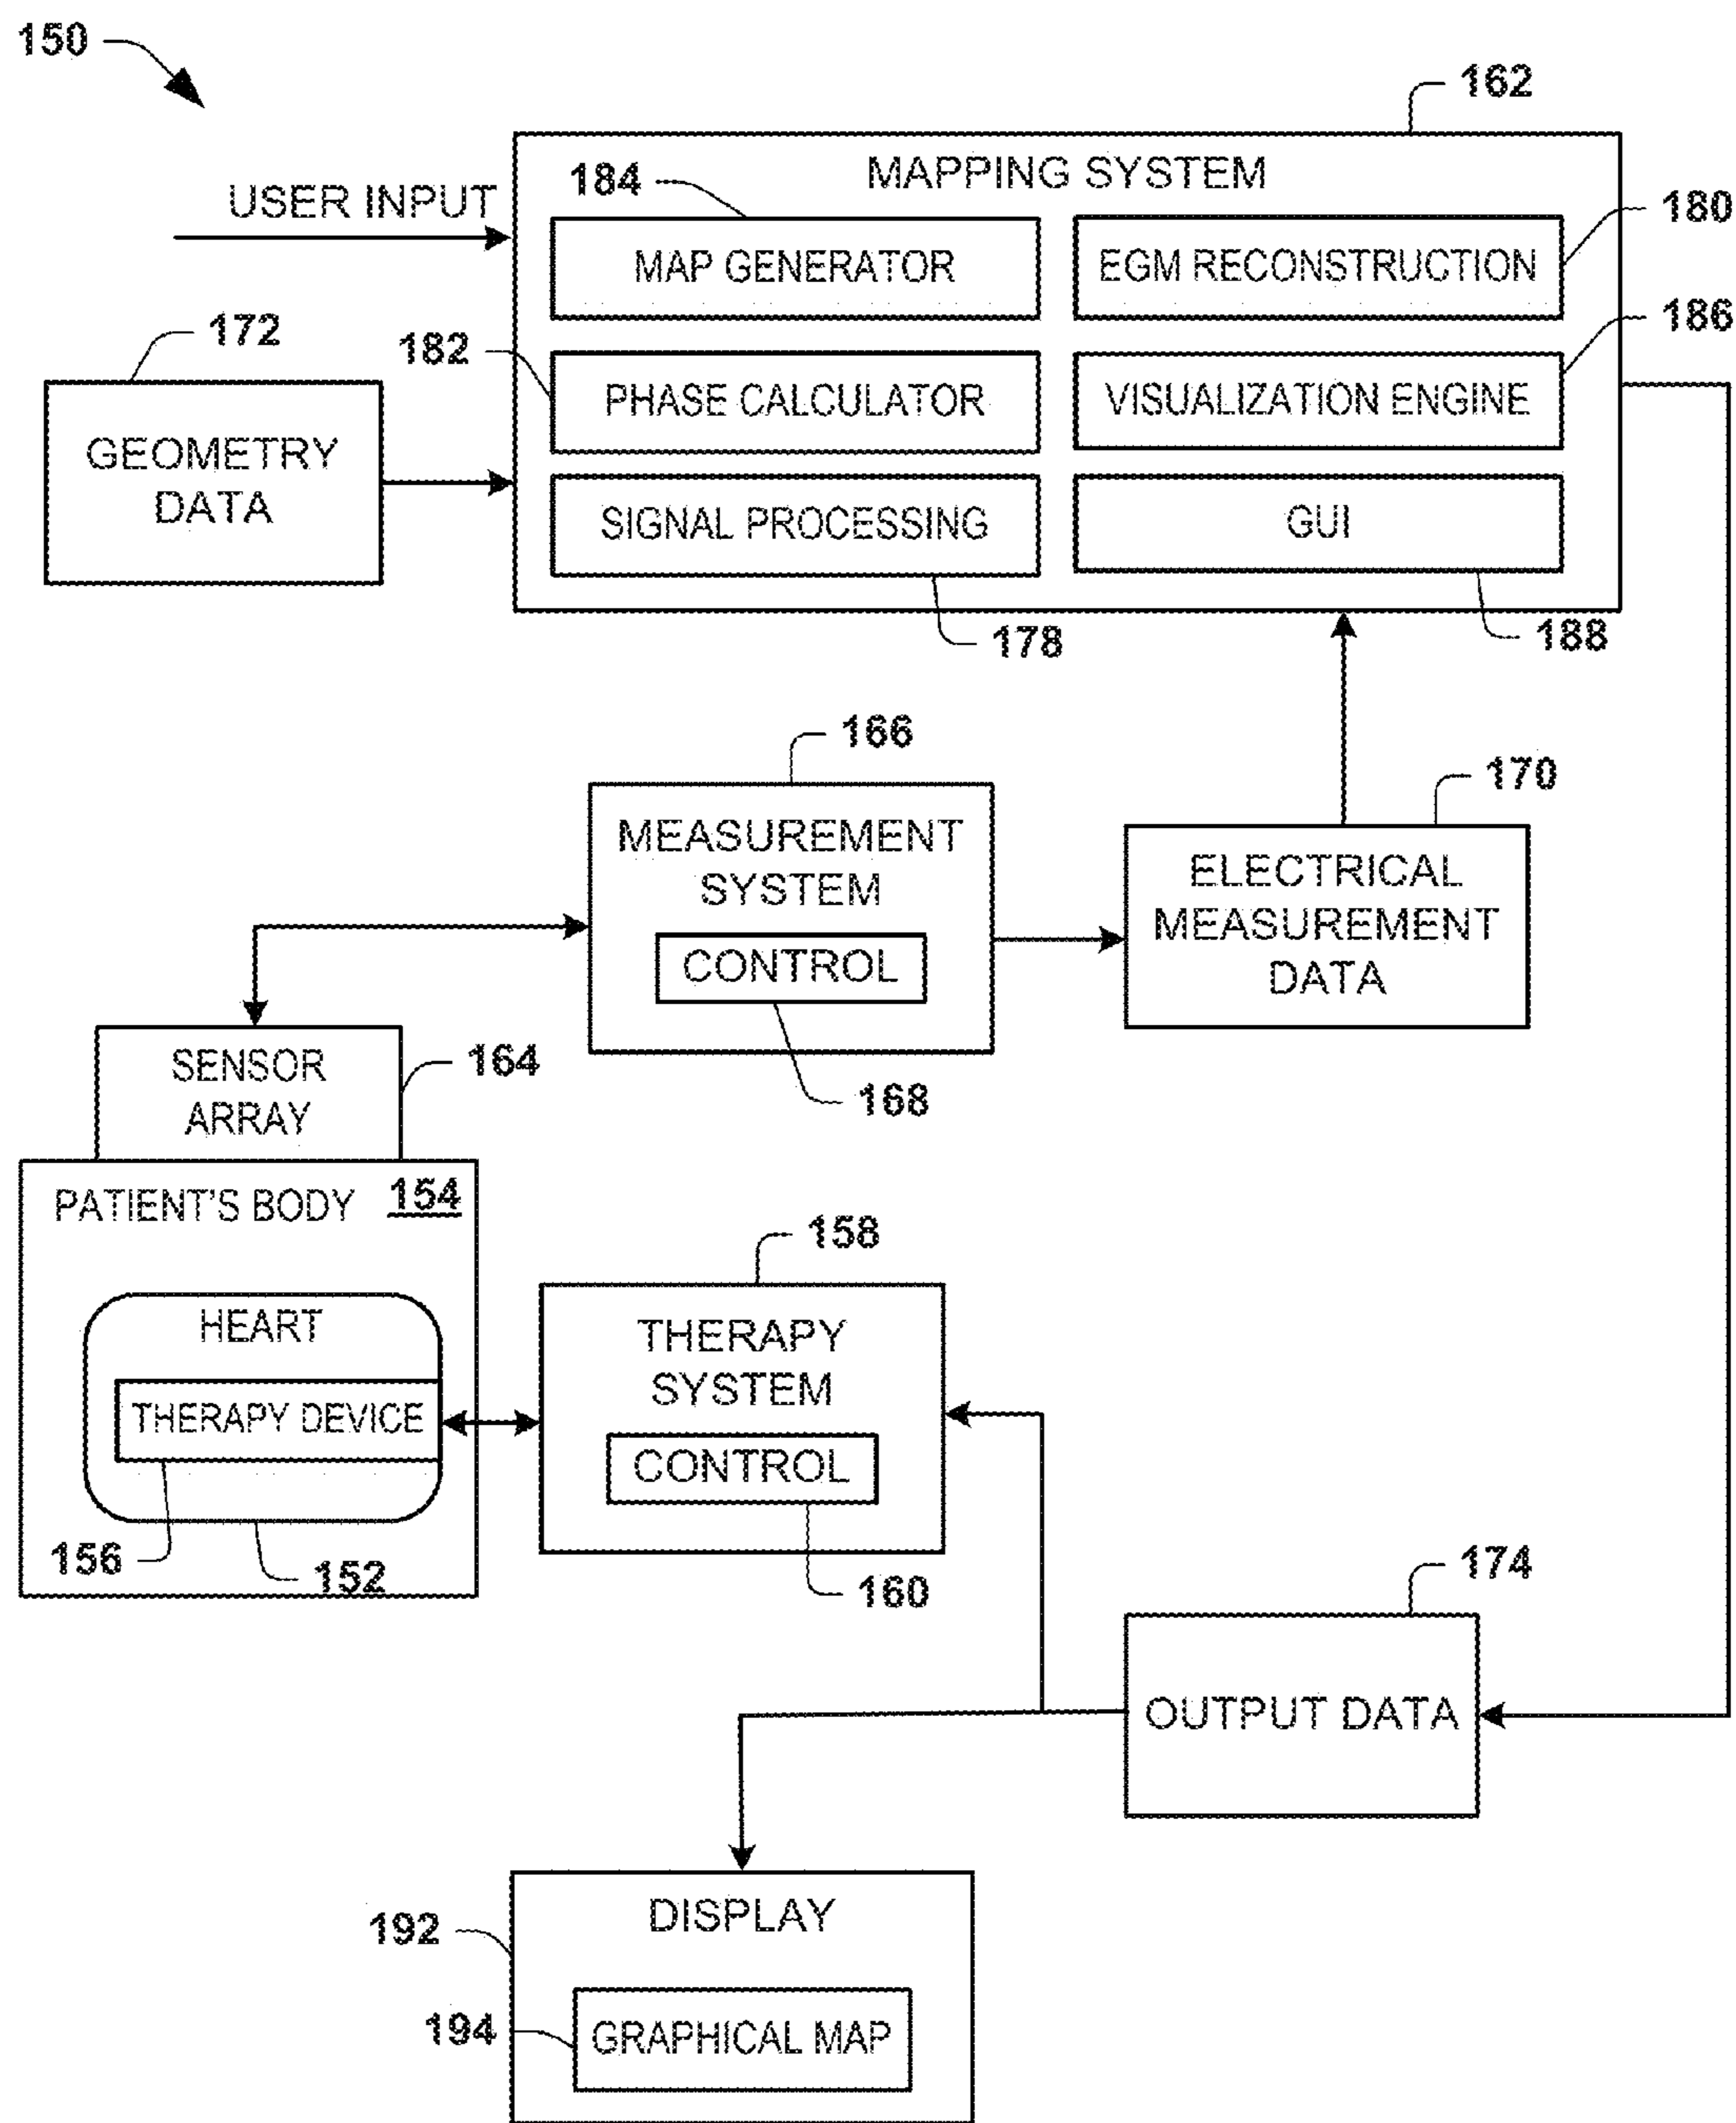 150
162
MAPPING SYSTEM
USER INPUT
184
180
MAP GENERATOR
EGM RECONSTRUCTION
172
182
186
PHASE CALCULATOR
VISUALIZATION ENGINE
GEOMETRY
DATA
SIGNAL PROCESSING
GUI
178
188
166
170
MEASUREMENT
SYSTEM
CONTROL
168
ELECTRICAL
MEASUREMENT
DATA
SENSOR
ARRAY
164
PATIENT'S BODY 154
158
HEART
THERAPY DEVICE
156
152
THERAPY
SYSTEM
CONTROL
160
174
OUTPUT DATA
DISPLAY
192
194
GRAPHICAL MAP